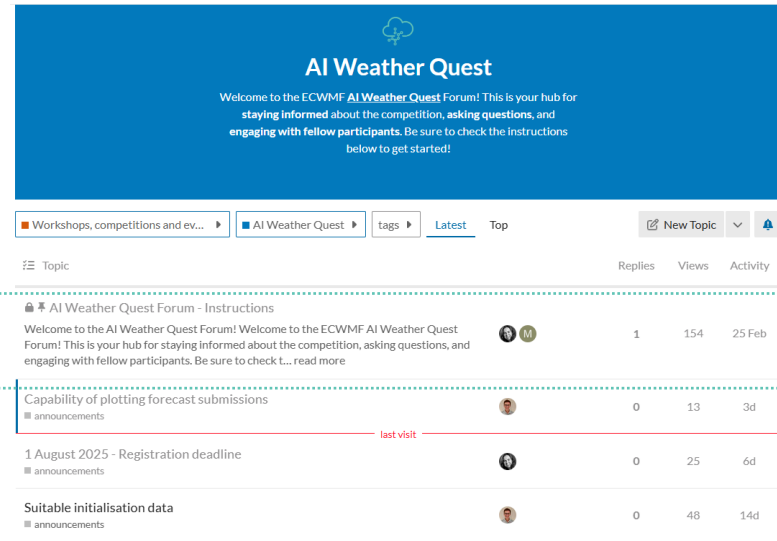 AI Weather Quest
Welcome to the ECWMF AI Weather Quest Forum! This is your hub for
staying informed about the competition, asking questions, and
engaging with fellow participants. Be sure to check the instructions
below to get started!
Workshops, competitions and ev...
AI Weather Quest
tags
Latest
Top
New Topic
Topic
Replies
Views
Activity
AI Weather Quest Forum - Instructions
Welcome to the AI Weather Quest Forum! Welcome to the ECWMF AI Weather Quest
Forum! This is your hub for staying informed about the competition, asking questions, and
engaging with fellow participants. Be sure to check t... read more
M
1
154
25 Feb
Capability of plotting forecast submissions
announcements
0
13
3d
last visit
1 August 2025 - Registration deadline
announcements
0
25
6d
Suitable initialisation data
announcements
0
48
14d